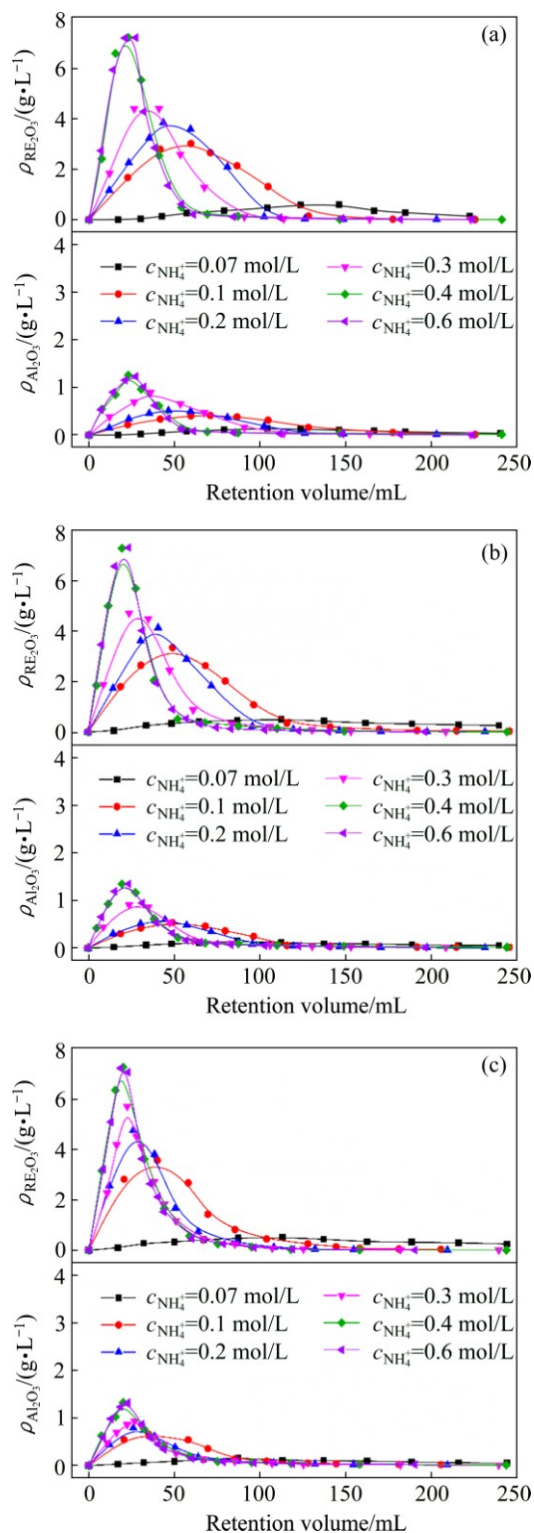 (a)
8
6
4
2
0
ρRE₂O₃/(g•L⁻¹)
4
3
2
1
0
ρAl₂O₃/(g•L⁻¹)
cNH₄⁺=0.07 mol/L
cNH₄⁺=0.3 mol/L
cNH₄⁺=0.1 mol/L
cNH₄⁺=0.4 mol/L
cNH₄⁺=0.2 mol/L
cNH₄⁺=0.6 mol/L
0 50 100 150 200 250
Retention volume/mL
(b)
8
6
4
2
0
ρRE₂O₃/(g•L⁻¹)
4
3
2
1
0
ρAl₂O₃/(g•L⁻¹)
cNH₄⁺=0.07 mol/L
cNH₄⁺=0.3 mol/L
cNH₄⁺=0.1 mol/L
cNH₄⁺=0.4 mol/L
cNH₄⁺=0.2 mol/L
cNH₄⁺=0.6 mol/L
0 50 100 150 200 250
Retention volume/mL
(c)
8
6
4
2
0
ρRE₂O₃/(g•L⁻¹)
4
3
2
1
0
ρAl₂O₃/(g•L⁻¹)
cNH₄⁺=0.07 mol/L
cNH₄⁺=0.3 mol/L
cNH₄⁺=0.1 mol/L
cNH₄⁺=0.4 mol/L
cNH₄⁺=0.2 mol/L
cNH₄⁺=0.6 mol/L
0 50 100 150 200 250
Retention volume/mL